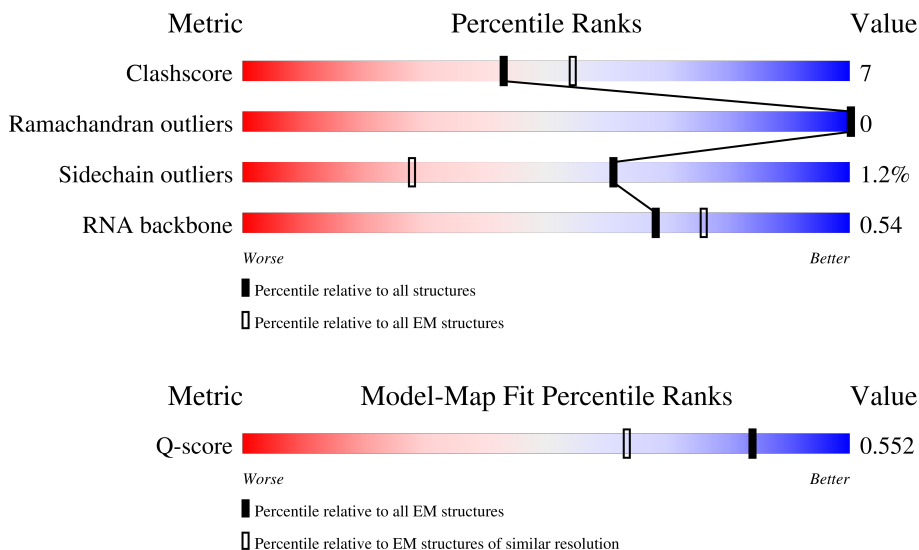 Metric Percentile Ranks Value
Clashscore 7
Ramachandran outliers 0
Sidechain outliers 1.2%
RNA backbone 0.54
Worse Better
Percentile relative to all structures
Percentile relative to all EM structures
Metric Model-Map Fit Percentile Ranks Value
Q-score 0.552
Worse Better
Percentile relative to all EM structures
Percentile relative to EM structures of similar resolution